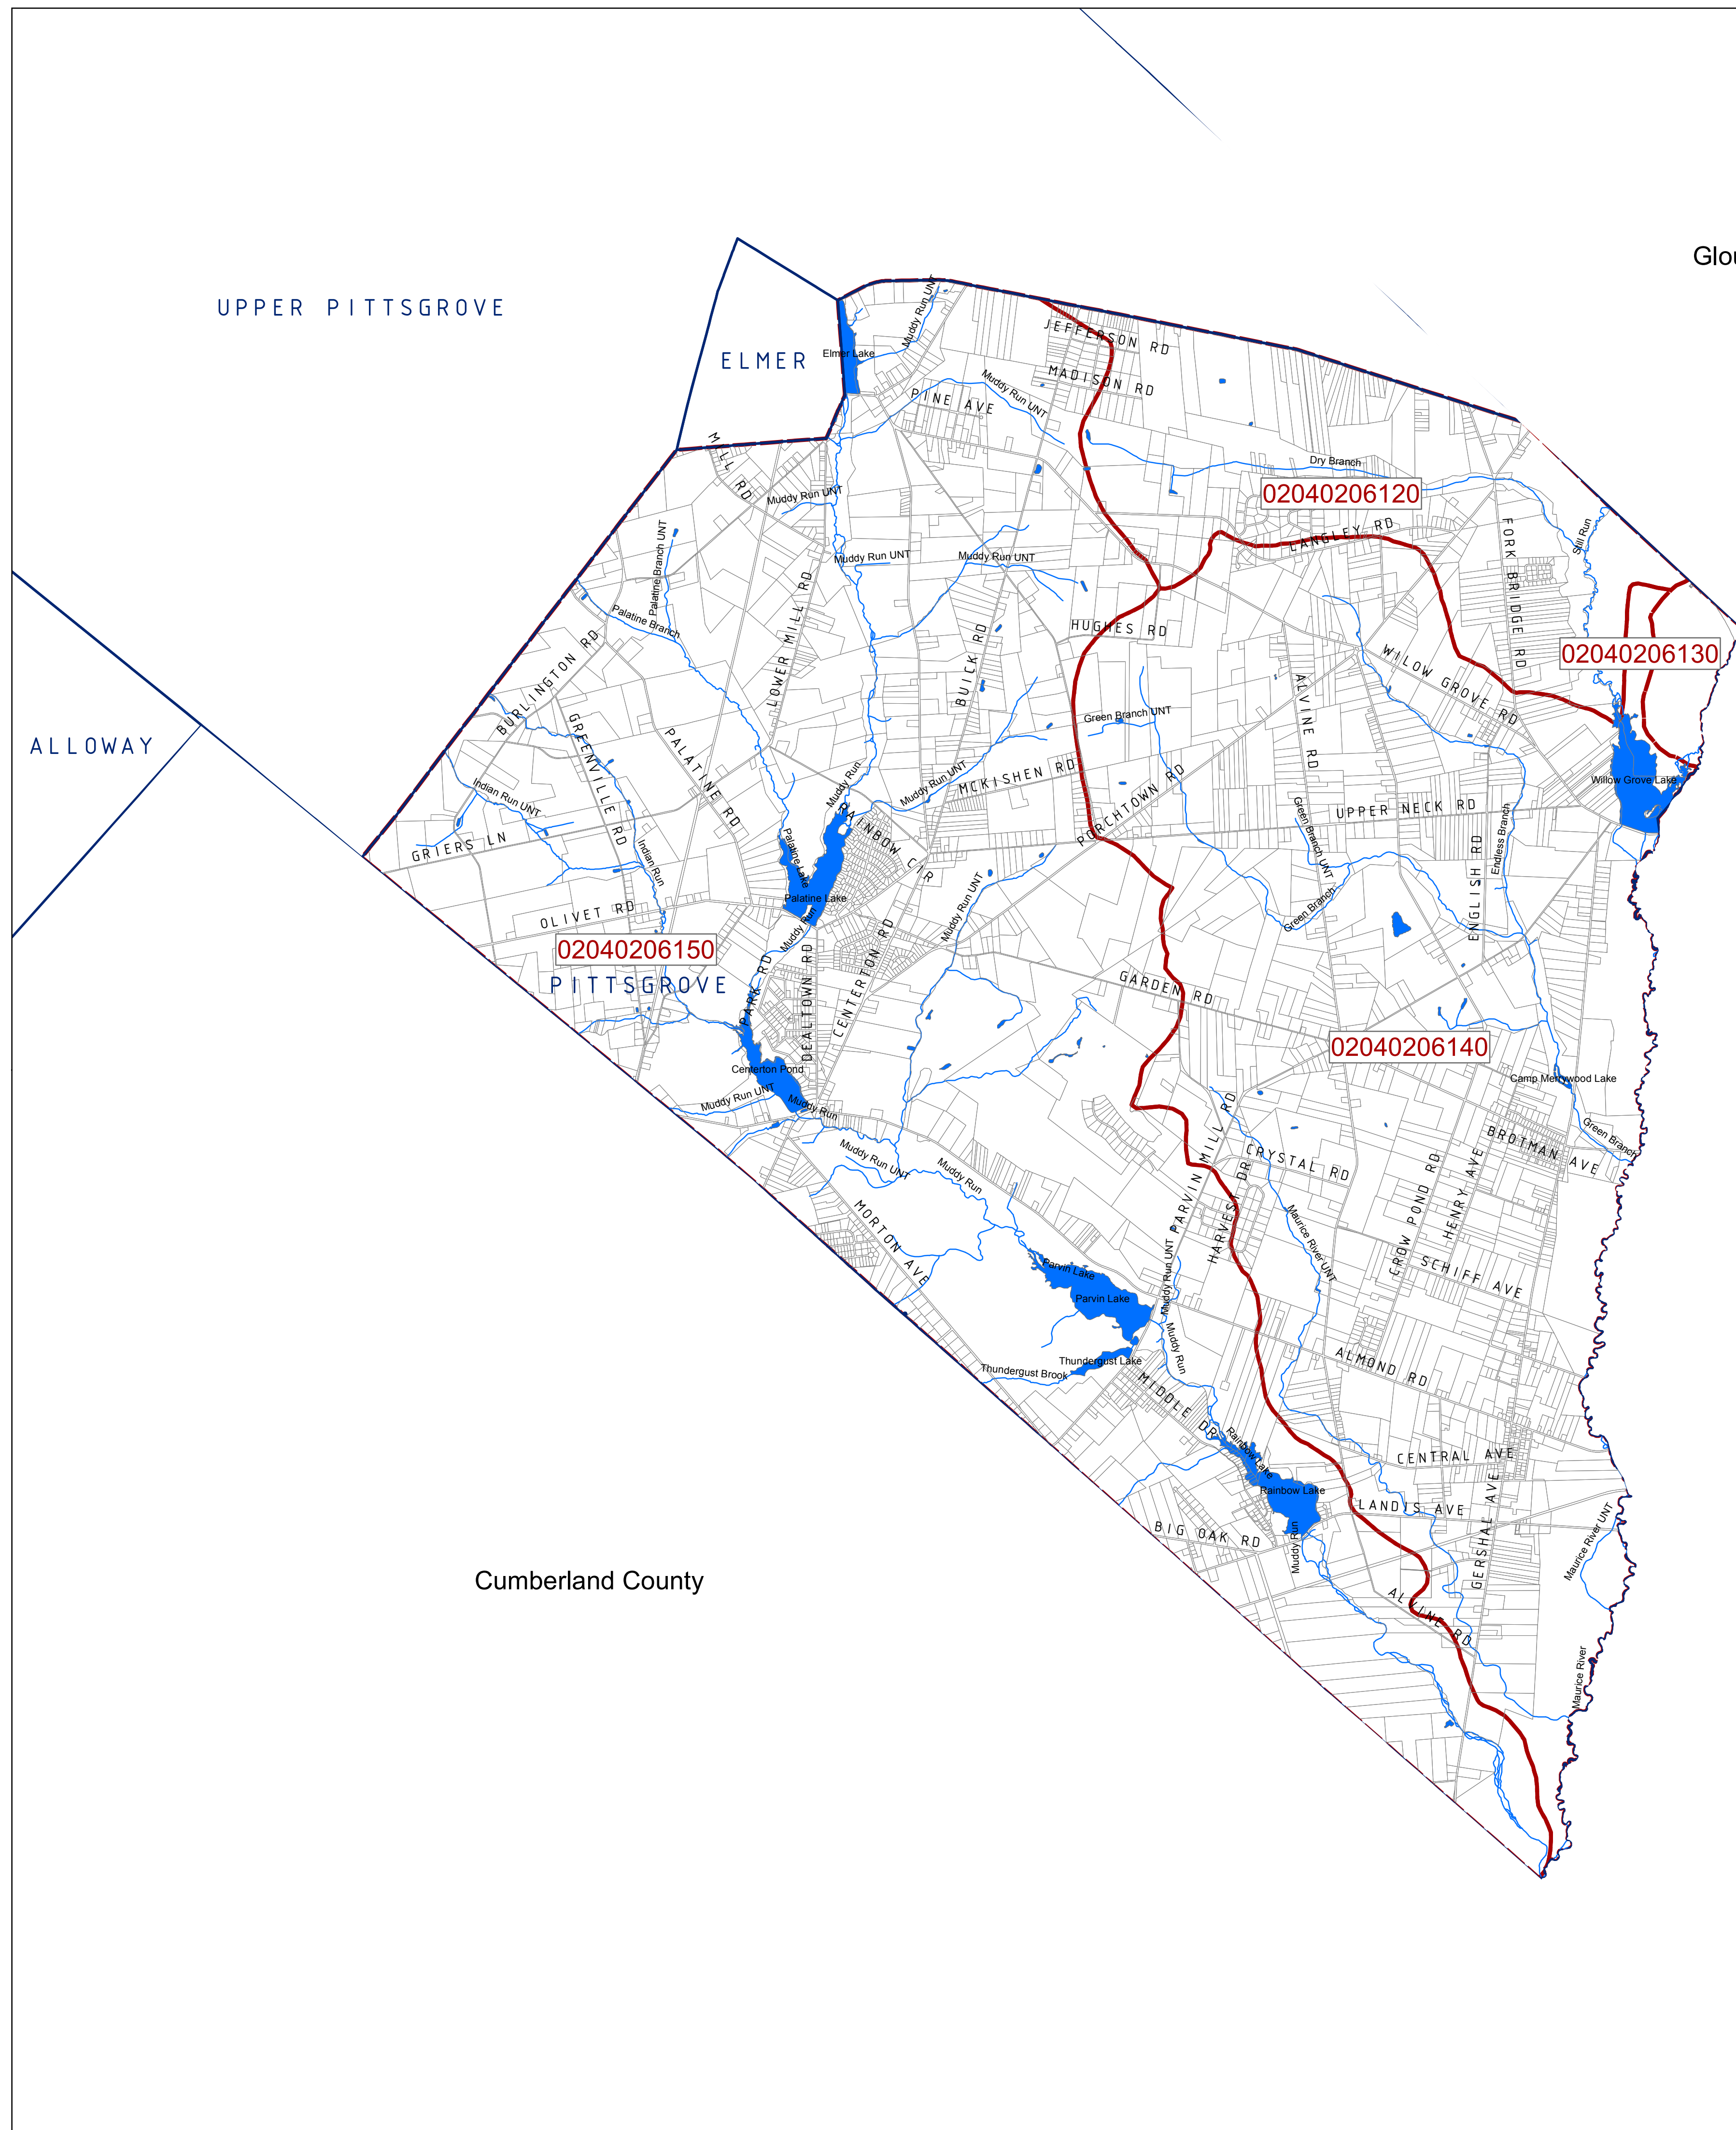 Glou
UPPER PITTSGROVE
ELMER
Elmer Lake
Muddy Run UNT
JEFFERSON RD
MADISON RD
Muddy Run UNT
PINE AVE
MILL RD
Muddy Run UNT
Dry Branch
02040206120
LANGLEY RD
FORK BRIDGE RD
Still Run
Palatine Branch UNT
Muddy Run UNT
Muddy Run UNT
Palatine Branch
LOWER MILL RD
HUGHES RD
BUICK RD
BURLINGTON RD
WILOW GROVE RD
02040206130
ALLOWAY
GREENVILLE RD
PALATINE RD
Green Branch UNT
ALVINE RD
Indian Run UNT
Muddy Run
Muddy Run UNT
MCKISHEN RD
PORCHTOWN RD
Willow Grove Lake
GRIERS LN
RAINBOW CIR
UPPER NECK RD
Green Branch UNT
Endless Branch
Indian Run
Palatine Lake
Palatine Lake
OLIVET RD
Muddy Run
Muddy Run UNT
Green Branch
ENGLISH RD
02040206150
PITTSGROVE
PARK RD
DEALTOWN RD
CENTERTON RD
GARDEN RD
02040206140
Centerton Pond
Camp Merrywood Lake
Muddy Run UNT
Muddy Run
Muddy Run UNT
Muddy Run
PARVIN MILL RD
CRYSTAL RD
HARVEST DR
BROTMAN AVE
Green Branch
CROW POND RD
HENRY AVE
MORTON AVE
Maurice River UNT
Parvin Lake
Parvin Lake
Muddy Run UNT
SCHIFF AVE
Muddy Run
Thundergust Lake
Thundergust Brook
ALMOND RD
MIDDLE DR
Rainbow Lake
Rainbow Lake
CENTRAL AVE
LANDIS AVE
BIG OAK RD
Muddy Run
GERSHAL AVE
Maurice River UNT
Cumberland County
ALVINE RD
Maurice River